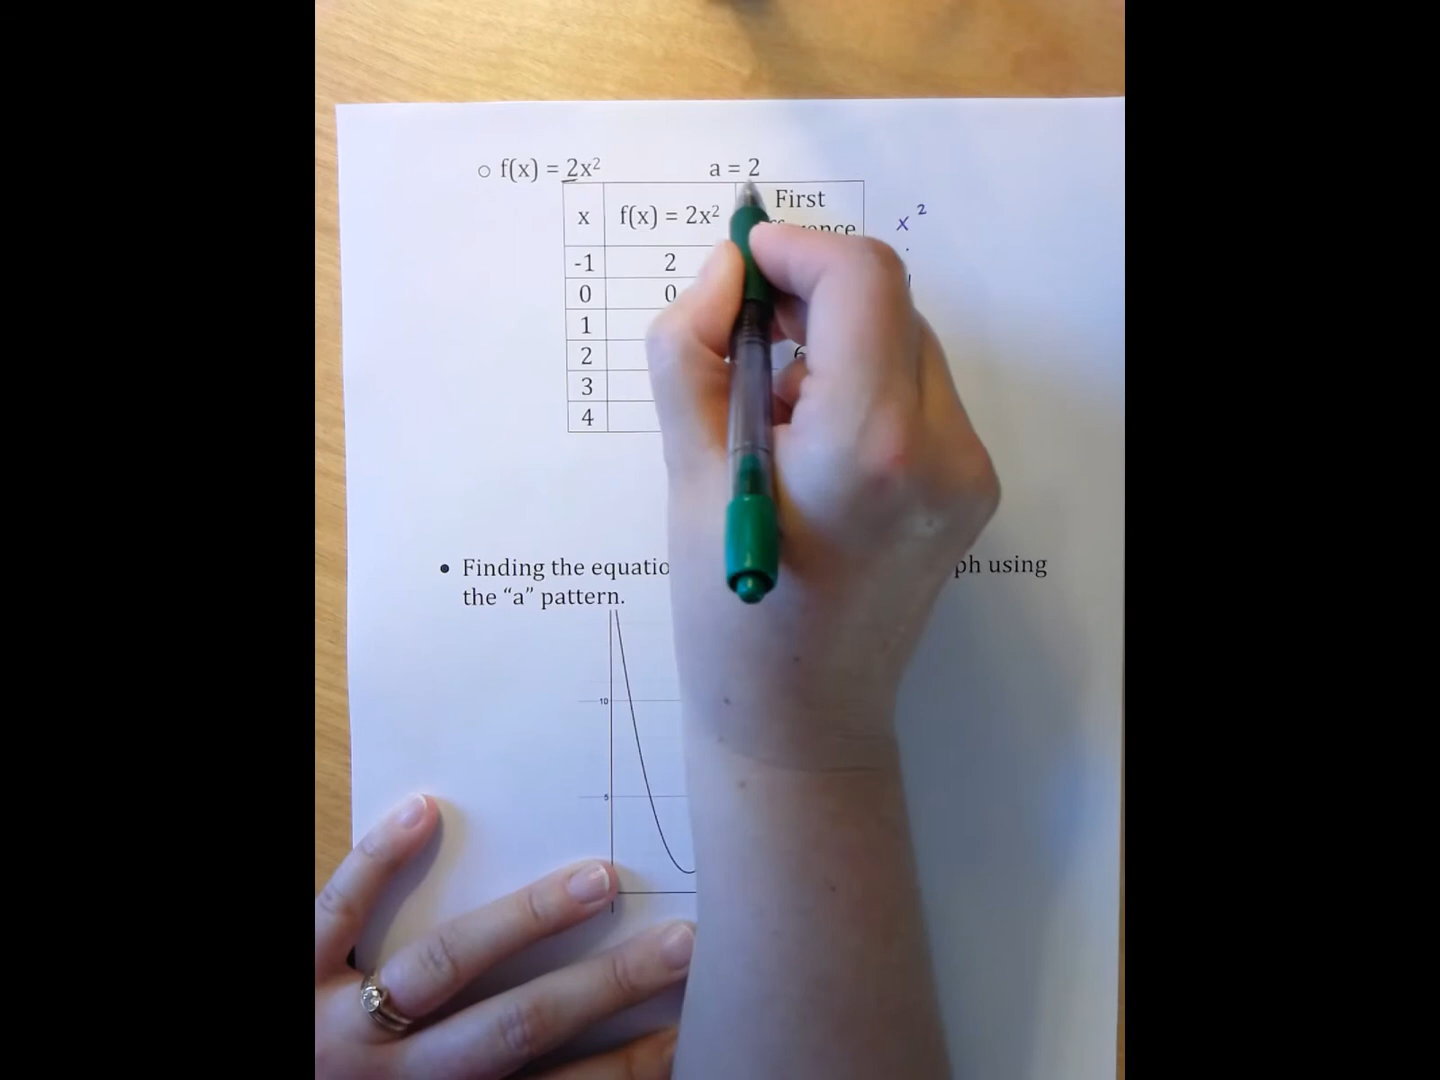 ○ f(x) = 2x² a = 2
x f(x) = 2x² First
x²
-1 2
0 0
1
2 6
3
4
• Finding the ph using
the “a” pattern.
10
5